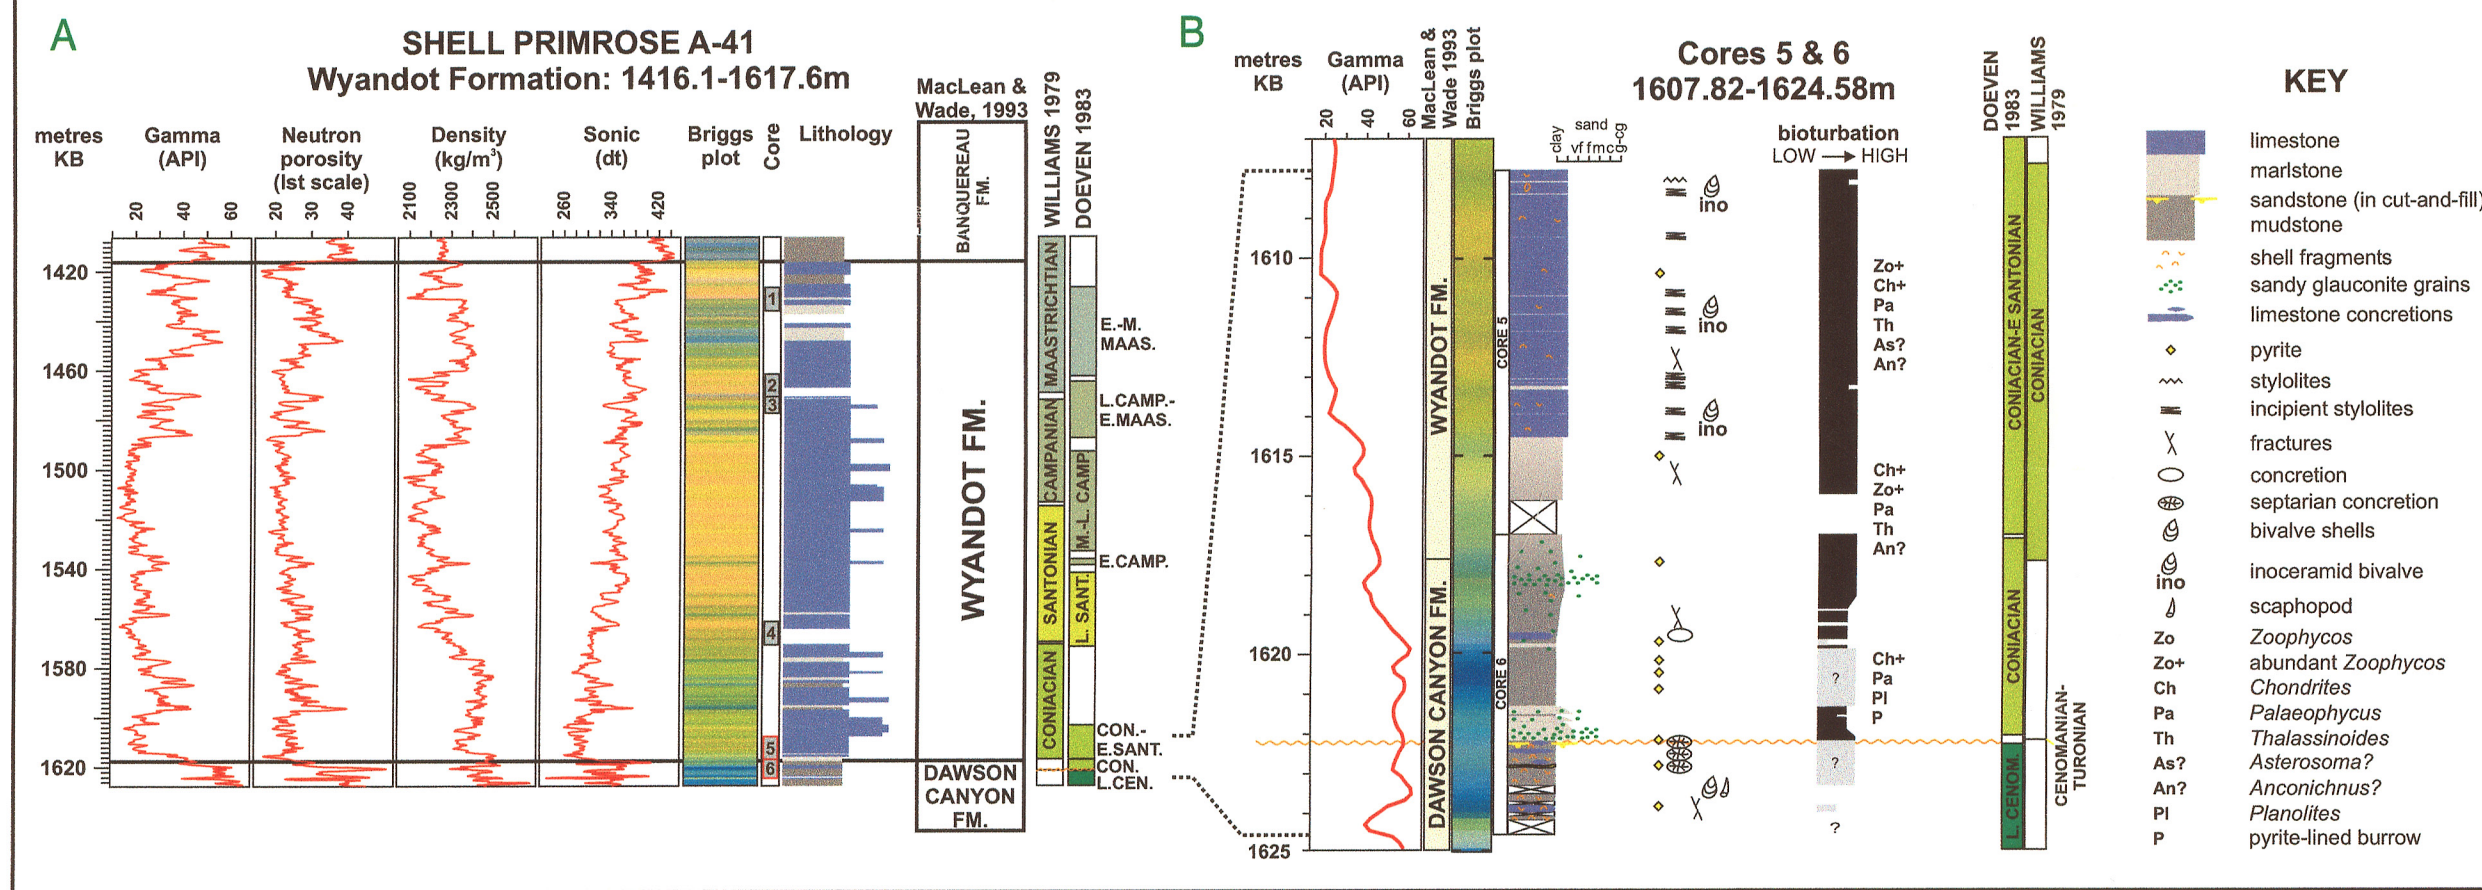 A
SHELL PRIMROSE A-41
Wyandot Formation: 1416.1-1617.6m
metres
KB
Gamma
(API)
Neutron
porosity
(lst scale)
Density
(kg/m³)
Sonic
(dt)
Briggs
plot
Core
Lithology
MacLean &
Wade, 1993
WILLIAMS 1979
DOEVEN 1983
20 40 60
20 30 40
2100 2300 2500
260 340 420
1420
1460
1500
1540
1580
1620
1
2
3
4
5
6
BANQUEREAU
FM.
WYANDOT FM.
DAWSON
CANYON
FM.
MAASTRICHTIAN
CAMPANIAN
SANTONIAN
CONIACIAN
E.-M.
MAAS.
L.CAMP.-
E.MAAS.
M.-L. CAMP
E.CAMP.
L. SANT.
CON.-
E.SANT.
CON.
L.CEN.
B
metres
KB
Gamma
(API)
MacLean &
Wade 1993
Briggs plot
Cores 5 & 6
1607.82-1624.58m
20 40 60
clay
sand
vf f m c g-cg
bioturbation
LOW HIGH
DOEVEN
1983
WILLIAMS
1979
1610
1615
1620
1625
WYANDOT FM.
DAWSON CANYON FM.
CORE 5
CORE 6
ino
ino
ino
Zo+
Ch+
Pa
Th
As?
An?
Ch+
Zo+
Pa
Th
An?
Ch+
Pa
Pl
P
?
?
?
CONIACIAN-E SANTONIAN
CONIACIAN
L. CENOM.
CONIACIAN
CENOMANIAN-
TURONIAN
KEY
limestone
marlstone
sandstone (in cut-and-fill)
mudstone
shell fragments
sandy glauconite grains
limestone concretions
pyrite
stylolites
incipient stylolites
fractures
concretion
septarian concretion
bivalve shells
ino inoceramid bivalve
scaphopod
Zo Zoophycos
Zo+ abundant Zoophycos
Ch Chondrites
Pa Palaeophycus
Th Thalassinoides
As? Asterosoma?
An? Anconichnus?
Pl Planolites
P pyrite-lined burrow